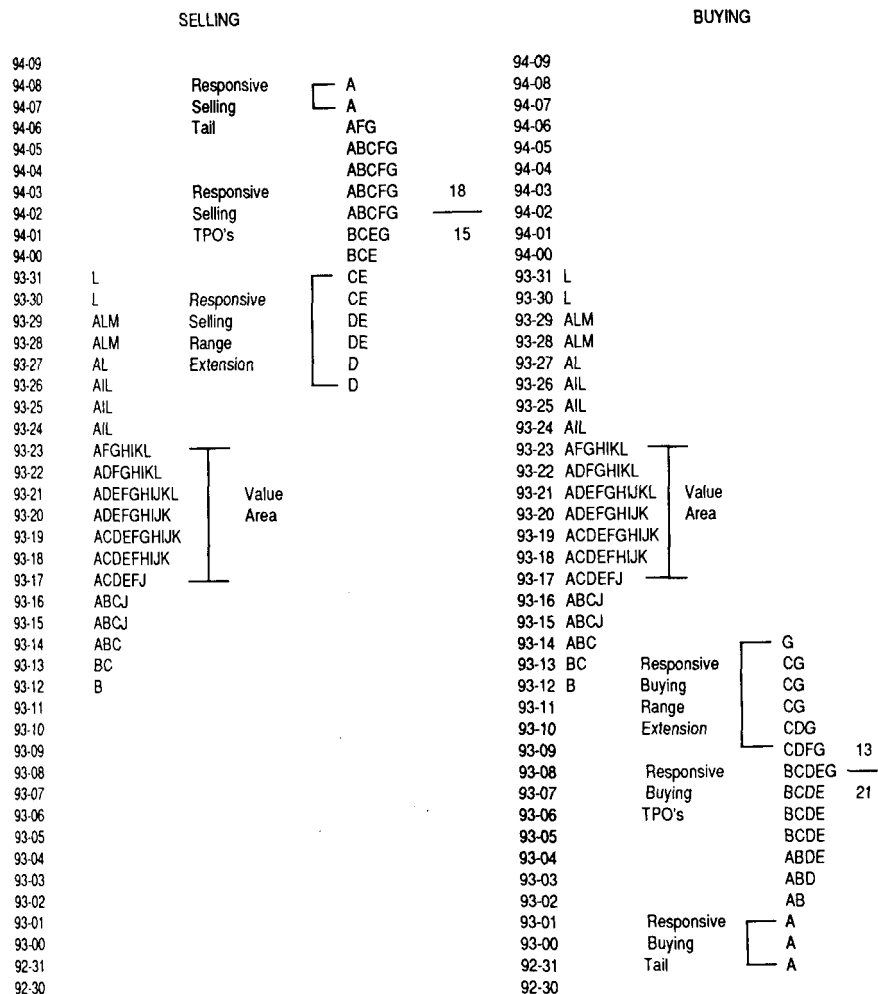 SELLING BUYING
94-09 94-09
94-08 Responsive A 94-08
94-07 Selling A 94-07
94-06 Tail AFG 94-06
94-05 ABCFG 94-05
94-04 ABCFG 94-04
94-03 Responsive ABCFG 18 94-03
94-02 Selling ABCFG 94-02
94-01 TPO's BCEG 15 94-01
94-00 BCE 94-00
93-31 L CE 93-31 L
93-30 L Responsive CE 93-30 L
93-29 ALM Selling DE 93-29 ALM
93-28 ALM Range DE 93-28 ALM
93-27 AL Extension D 93-27 AL
93-26 AIL D 93-26 AIL
93-25 AIL 93-25 AIL
93-24 AIL 93-24 AIL
93-23 AFGHIKL 93-23 AFGHIKL
93-22 ADFGHIKL 93-22 ADFGHIKL
93-21 ADEFGHIJKL Value 93-21 ADEFGHIJKL Value
93-20 ADEFGHIJK Area 93-20 ADEFGHIJK Area
93-19 ACDEFGHIJK 93-19 ACDEFGHIJK
93-18 ACDEFHIJK 93-18 ACDEFHIJK
93-17 ACDEFJ 93-17 ACDEFJ
93-16 ABCJ 93-16 ABCJ
93-15 ABCJ 93-15 ABCJ
93-14 ABC 93-14 ABC G
93-13 BC 93-13 BC Responsive CG
93-12 B 93-12 B Buying CG
93-11 93-11 Range CG
93-10 93-10 Extension CDG
93-09 93-09 CDFG 13
93-08 93-08 Responsive BCDEG
93-07 93-07 Buying BCDE 21
93-06 93-06 TPO's BCDE
93-05 93-05 BCDE
93-04 93-04 ABDE
93-03 93-03 ABD
93-02 93-02 AB
93-01 93-01 Responsive A
93-00 93-00 Buying A
92-31 92-31 Tail A
92-30 92-30